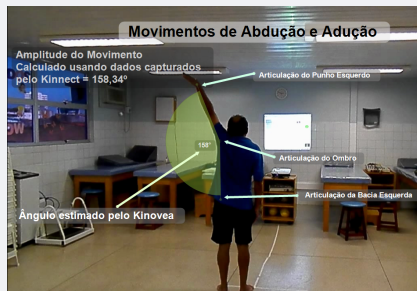 Movimentos de Abdução e Adução
Amplitude do Movimento
Calculado usando dados capturados
pelo Kinnect = 158,34º
Articulação do Punho Esquerdo
158°
Articulação do Ombro
Articulação da Bacia Esquerda
Ângulo estimado pelo Kinovea